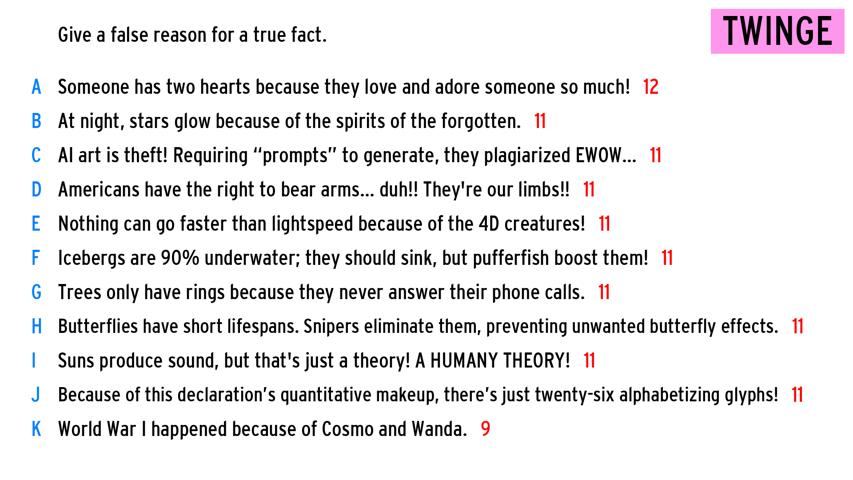 Give a false reason for a true fact.
TWINGE
A Someone has two hearts because they love and adore someone so much! 12
B At night, stars glow because of the spirits of the forgotten. 11
C AI art is theft! Requiring “prompts” to generate, they plagiarized EWOW... 11
D Americans have the right to bear arms... duh!! They're our limbs!! 11
E Nothing can go faster than lightspeed because of the 4D creatures! 11
F Icebergs are 90% underwater; they should sink, but pufferfish boost them! 11
G Trees only have rings because they never answer their phone calls. 11
H Butterflies have short lifespans. Snipers eliminate them, preventing unwanted butterfly effects. 11
I Suns produce sound, but that's just a theory! A HUMANY THEORY! 11
J Because of this declaration’s quantitative makeup, there’s just twenty-six alphabetizing glyphs! 11
K World War I happened because of Cosmo and Wanda. 9